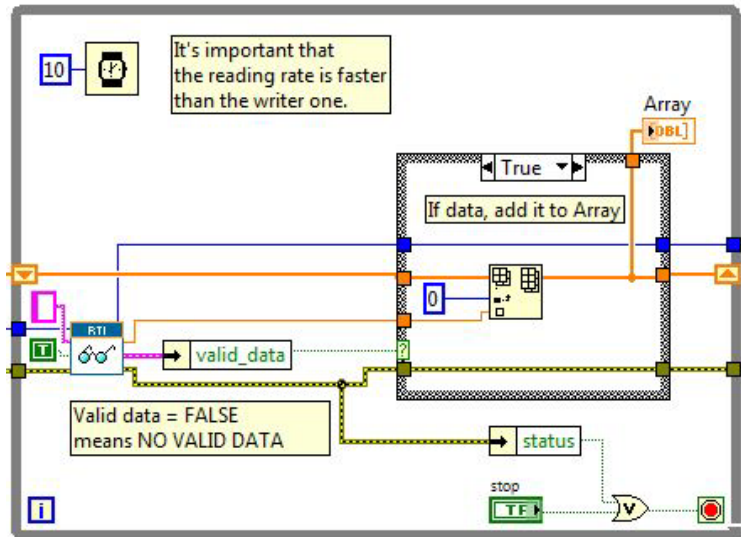 10
It's important that
the reading rate is faster
than the writer one.
Array
DBL]
True
If data, add it to Array
0
RTI
T
valid_data
?
Valid data = FALSE
means NO VALID DATA
status
stop
TF
V
i